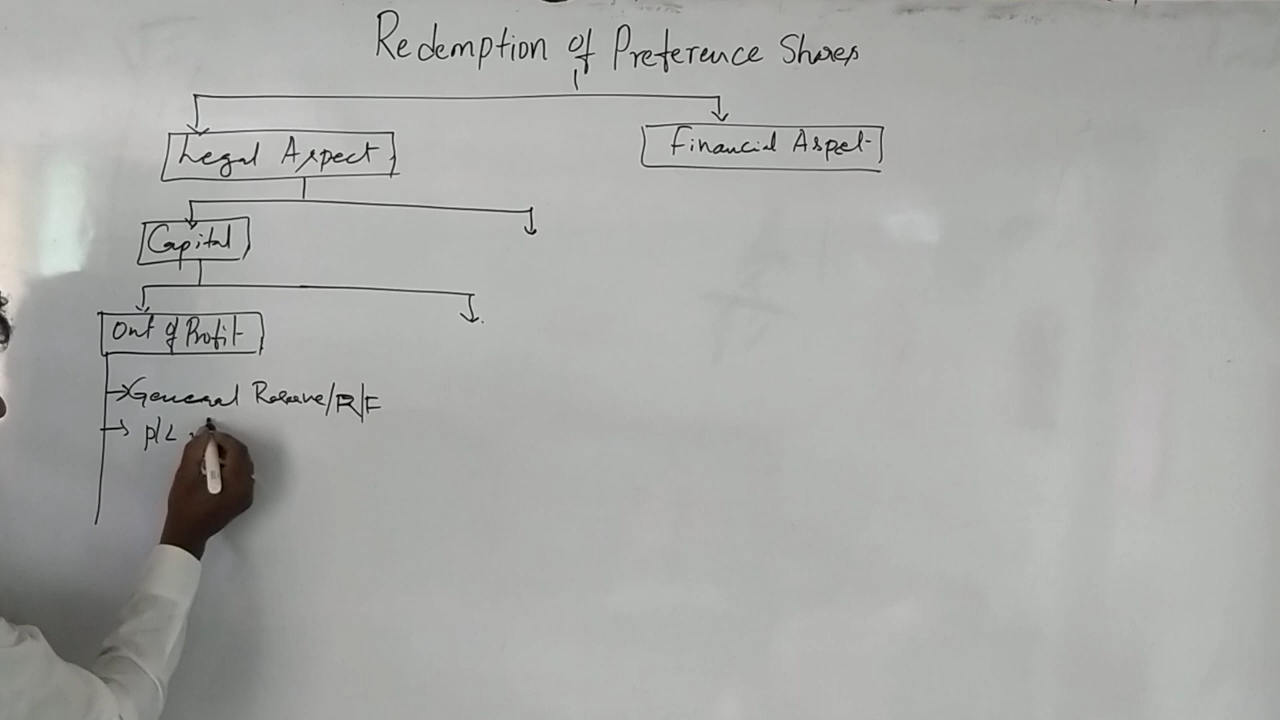 Redemption of Preference Shares
Legal Aspect
Financial Aspect
Capital
Out of Profit
General Reserve/R/F
P/L